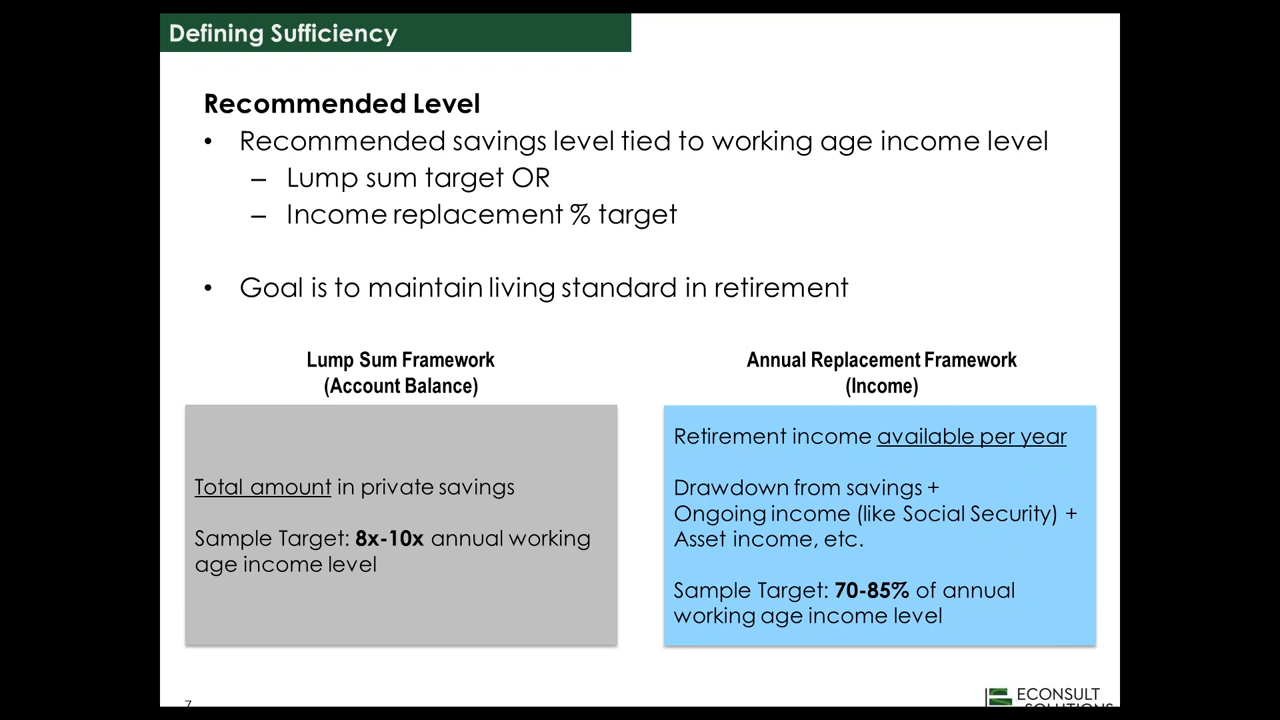 Defining Sufficiency
Recommended Level
• Recommended savings level tied to working age income level
– Lump sum target OR
– Income replacement % target
• Goal is to maintain living standard in retirement
Lump Sum Framework
(Account Balance)
Total amount in private savings
Sample Target: 8x-10x annual working
age income level
Annual Replacement Framework
(Income)
Retirement income available per year
Drawdown from savings +
Ongoing income (like Social Security) +
Asset income, etc.
Sample Target: 70-85% of annual
working age income level
7
ECONSULT
SOLUTIONS